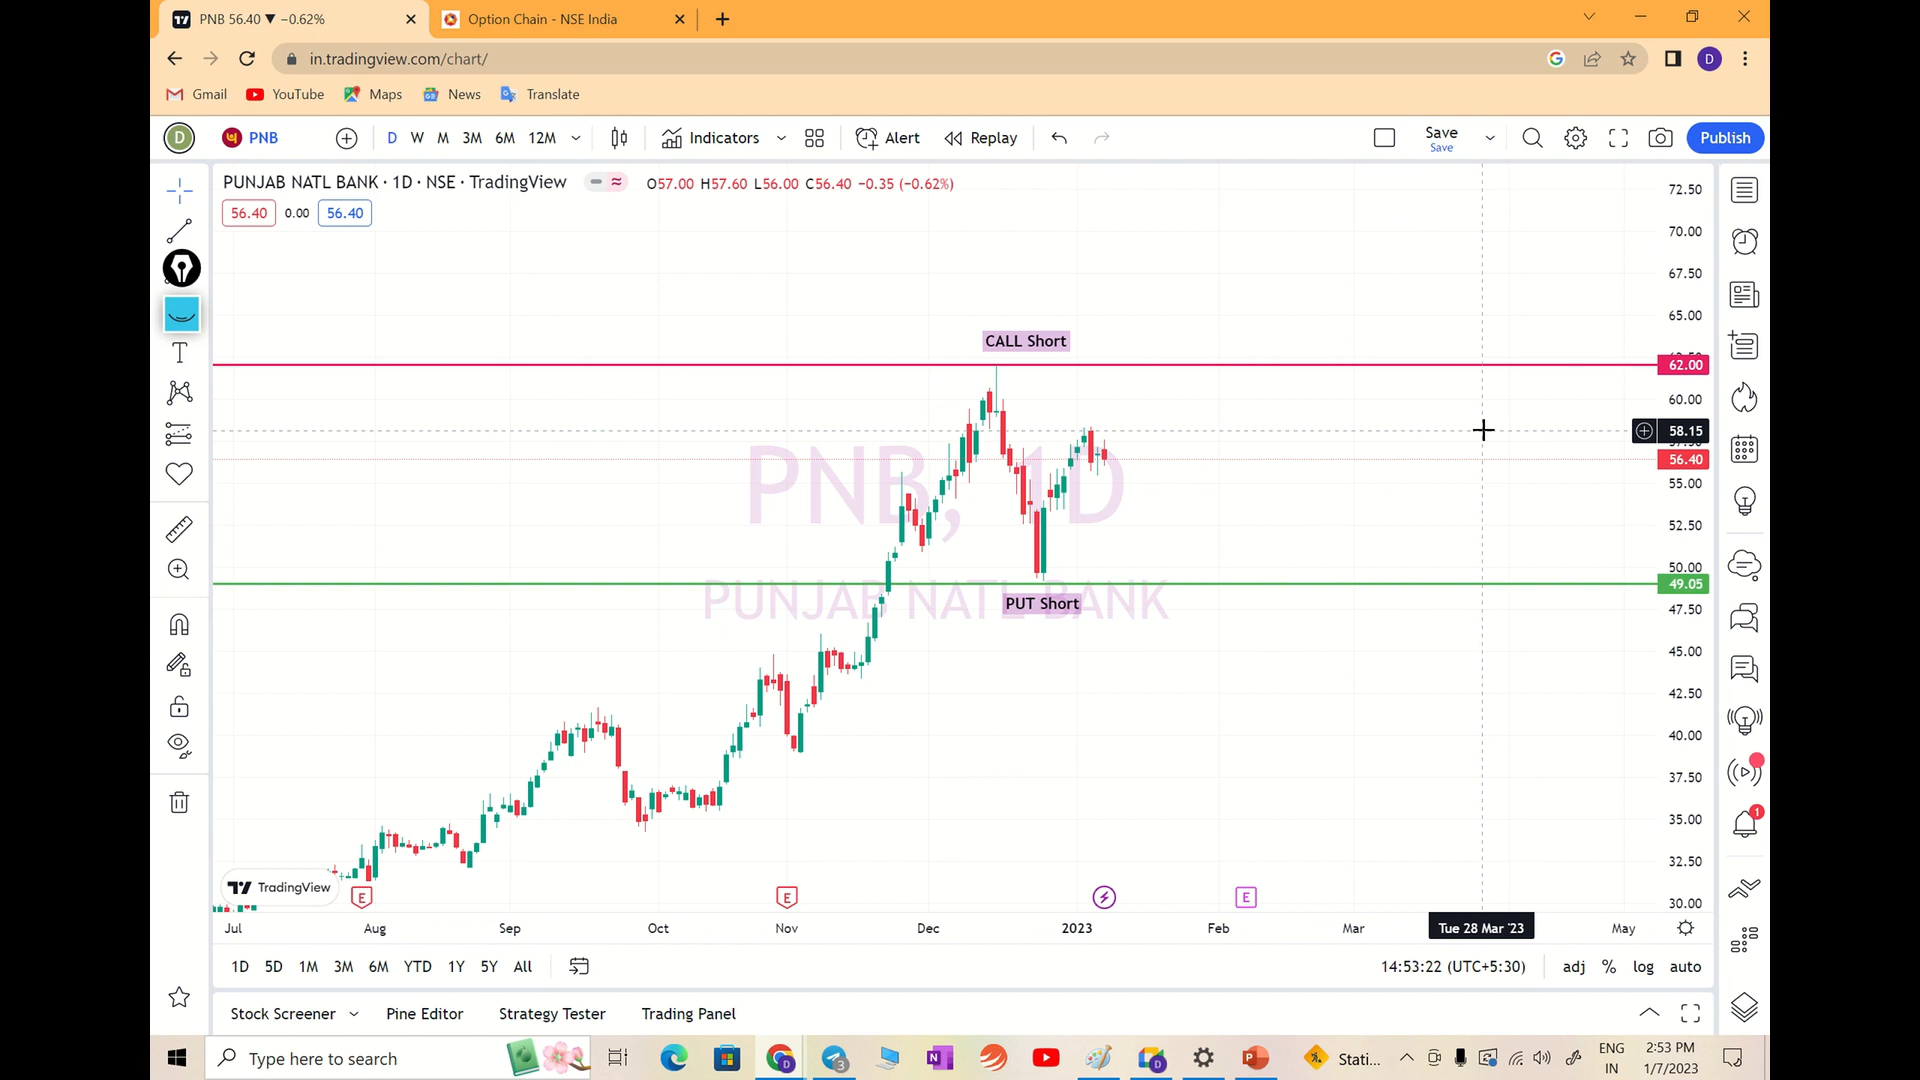 PNB 56.40 ▼ −0.62%
Option Chain - NSE India
in.tradingview.com/chart/
D
Gmail YouTube Maps News Translate
D PNB D W M 3M 6M 12M Indicators Alert Replay Save Save Publish
PUNJAB NATL BANK · 1D · NSE · TradingView O57.00 H57.60 L56.00 C56.40 −0.35 (−0.62%)
56.40 0.00 56.40
72.50
70.00
67.50
65.00
CALL Short
62.00
60.00
58.15
56.40
55.00
PNB, 1D
52.50
50.00
49.05
PUNJAB NATL BANK
PUT Short
47.50
45.00
42.50
40.00
37.50
35.00
32.50
30.00
TradingView
E E E
Jul Aug Sep Oct Nov Dec 2023 Feb Mar Tue 28 Mar '23 May
1D 5D 1M 3M 6M YTD 1Y 5Y All 14:53:22 (UTC+5:30) adj % log auto
Stock Screener Pine Editor Strategy Tester Trading Panel
Type here to search
Stati...
ENG
IN
2:53 PM
1/7/2023